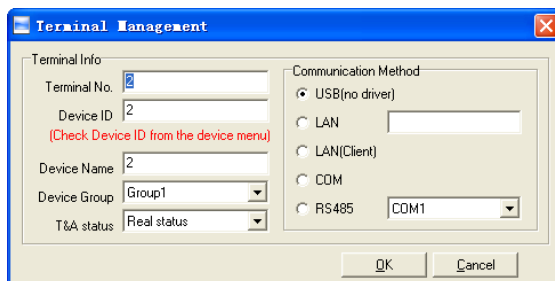 Terminal Management
Terminal Info
Terminal No. 2
Device ID 2
(Check Device ID from the device menu)
Device Name 2
Device Group Group1
T&A status Real status
Communication Method
USB(no driver)
LAN
LAN(Client)
COM
RS485 COM1
OK Cancel